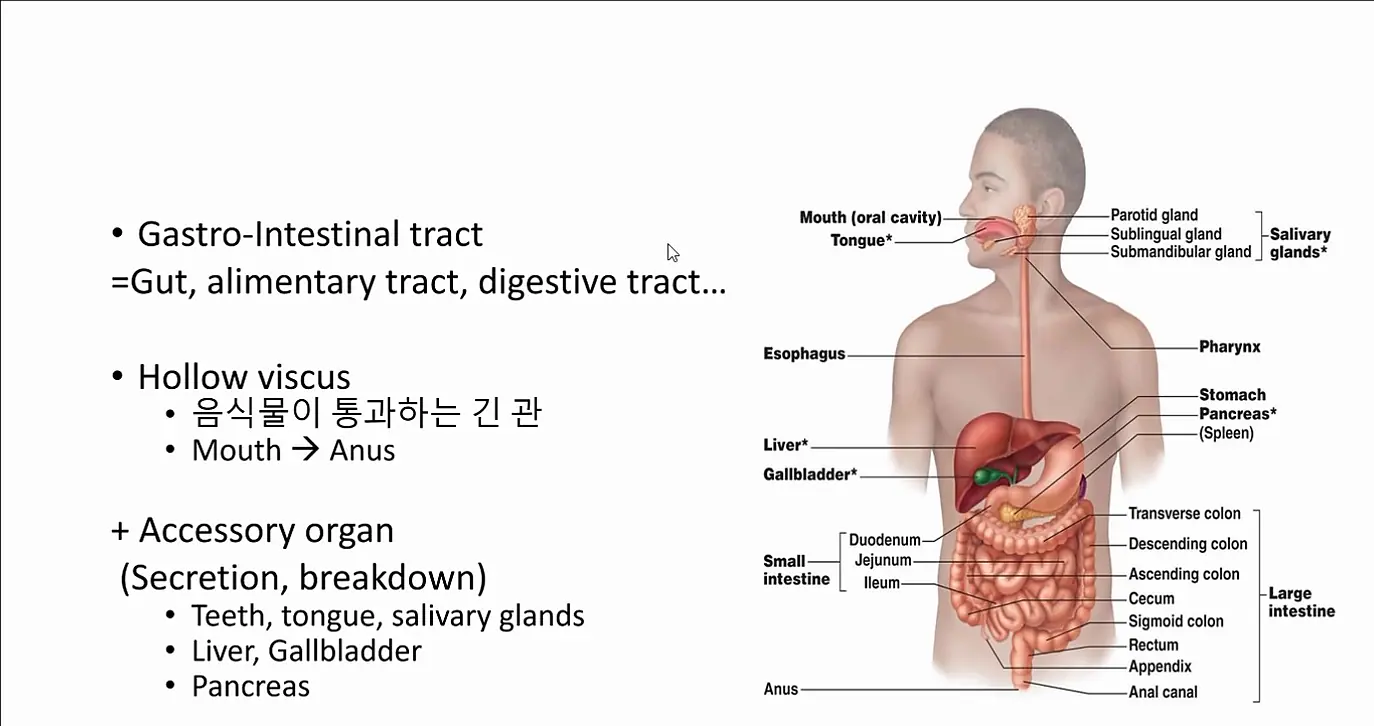 • Gastro-Intestinal tract
=Gut, alimentary tract, digestive tract...
• Hollow viscus
• 음식물이 통과하는 긴 관
• Mouth → Anus
+ Accessory organ
(Secretion, breakdown)
• Teeth, tongue, salivary glands
• Liver, Gallbladder
• Pancreas
Mouth (oral cavity)
Tongue*
Parotid gland
Sublingual gland
Submandibular gland
Salivary
glands*
Esophagus
Pharynx
Stomach
Pancreas*
(Spleen)
Liver*
Gallbladder*
Small
intestine
Duodenum
Jejunum
Ileum
Transverse colon
Descending colon
Ascending colon
Cecum
Sigmoid colon
Rectum
Appendix
Anal canal
Large
intestine
Anus